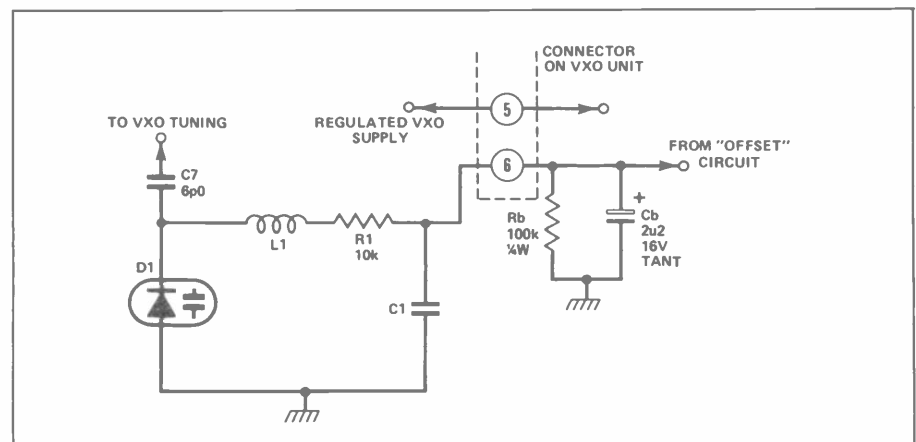 CONNECTOR
ON VXO UNIT
TO VXO TUNING
REGULATED VXO
SUPPLY
5
FROM "OFFSET"
CIRCUIT
6
C7
6p0
L1
R1
10k
Rb
100k
¼W
+
Cb
2u2
16V
TANT
D1
C1